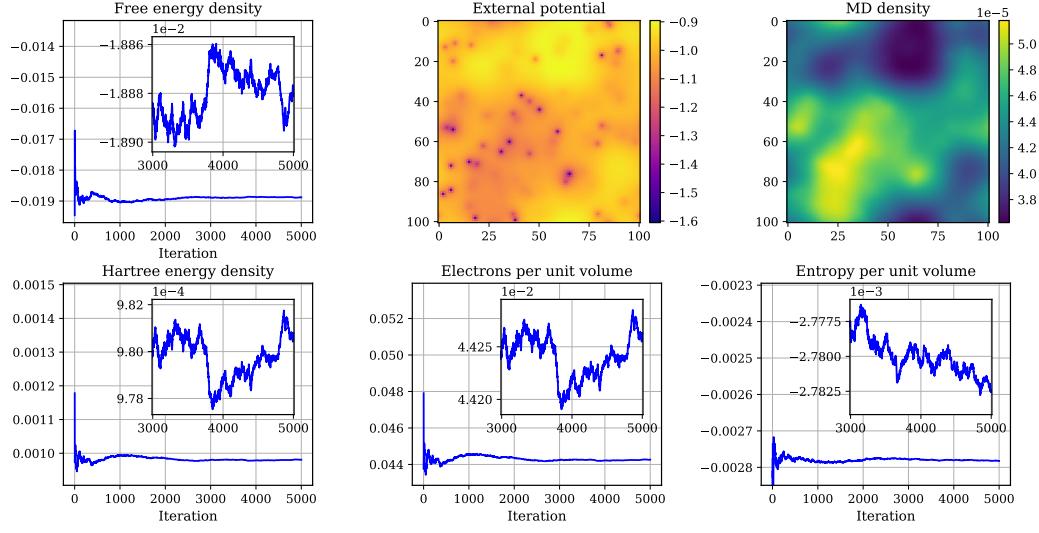 Free energy density
−0.014
−0.015
−0.016
−0.017
−0.018
−0.019
0 1000 2000 3000 4000 5000
Iteration
1e−2
−1.886
−1.888
−1.890
3000 4000 5000
External potential
0
20
40
60
80
100
0 25 50 75 100
−0.9
−1.0
−1.1
−1.2
−1.3
−1.4
−1.5
−1.6
MD density
0
20
40
60
80
100
0 25 50 75 100
1e−5
5.0
4.8
4.6
4.4
4.2
4.0
3.8
Hartree energy density
0.0015
0.0014
0.0013
0.0012
0.0011
0.0010
0 1000 2000 3000 4000 5000
Iteration
1e−4
9.82
9.80
9.78
3000 4000 5000
Electrons per unit volume
0.052
0.050
0.048
0.046
0.044
0 1000 2000 3000 4000 5000
Iteration
1e−2
4.425
4.420
3000 4000 5000
Entropy per unit volume
−0.0023
−0.0024
−0.0025
−0.0026
−0.0027
−0.0028
0 1000 2000 3000 4000 5000
Iteration
1e−3
−2.7775
−2.7800
−2.7825
3000 4000 5000